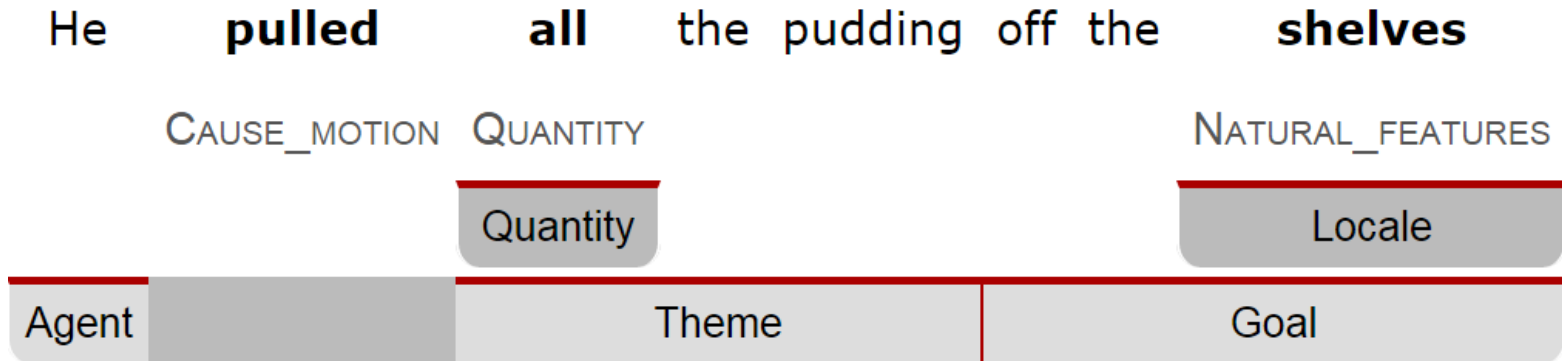 He pulled all the pudding off the shelves
CAUSE_MOTION QUANTITY NATURAL_FEATURES
Quantity Locale
Agent Theme Goal